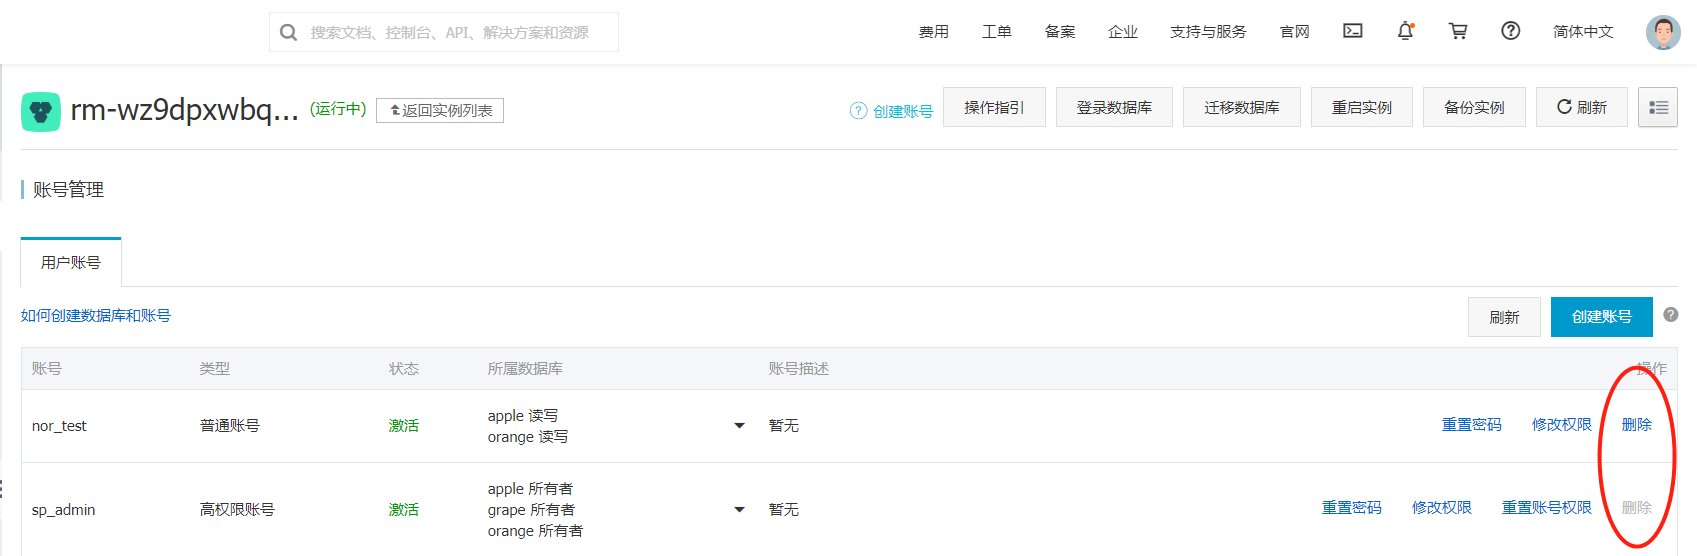 搜索文档、控制台、API、解决方案和资源 费用 工单 备案 企业 支持与服务 官网 简体中文
rm-wz9dpxwbq... (运行中) 返回实例列表 创建账号 操作指引 登录数据库 迁移数据库 重启实例 备份实例 刷新
账号管理
用户账号
如何创建数据库和账号 刷新 创建账号
账号 类型 状态 所属数据库 账号描述 操作
apple 读写
nor_test 普通账号 激活 暂无 重置密码 修改权限 删除
orange 读写
apple 所有者
sp_admin 高权限账号 激活 grape 所有者 暂无 重置密码 修改权限 重置账号权限 删除
orange 所有者